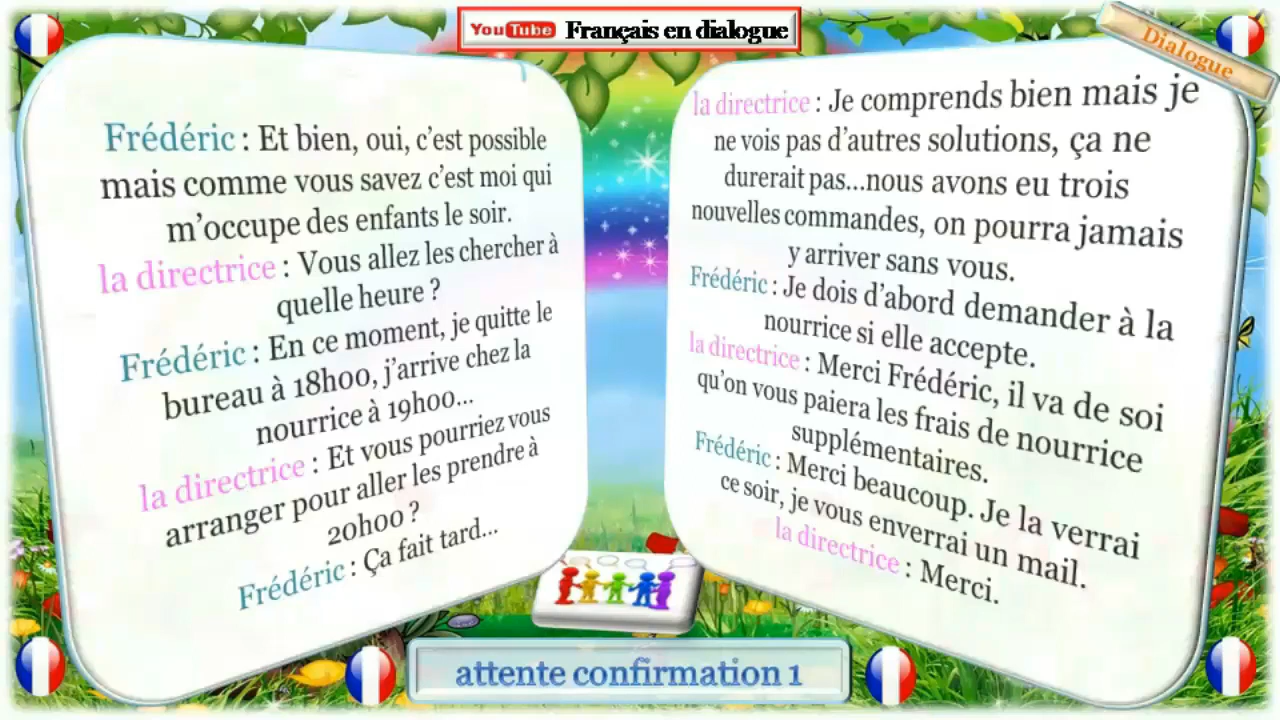 YouTube Français en dialogue
Dialogue
Frédéric : Et bien, oui, c'est possible
mais comme vous savez c'est moi qui
m'occupe des enfants le soir.
la directrice : Vous allez les chercher à
quelle heure ?
Frédéric : En ce moment, je quitte le
bureau à 18h00, j'arrive chez la
nourrice à 19h00...
la directrice : Et vous pourriez vous
arranger pour aller les prendre à
20h00 ?
Frédéric : Ça fait tard...
la directrice : Je comprends bien mais je
ne vois pas d'autres solutions, ça ne
durerait pas...nous avons eu trois
nouvelles commandes, on pourra jamais
y arriver sans vous.
Frédéric : Je dois d'abord demander à la
nourrice si elle accepte.
la directrice : Merci Frédéric, il va de soi
qu'on vous paiera les frais de nourrice
supplémentaires.
Frédéric : Merci beaucoup. Je la verrai
ce soir, je vous enverrai un mail.
la directrice : Merci.
attente confirmation 1